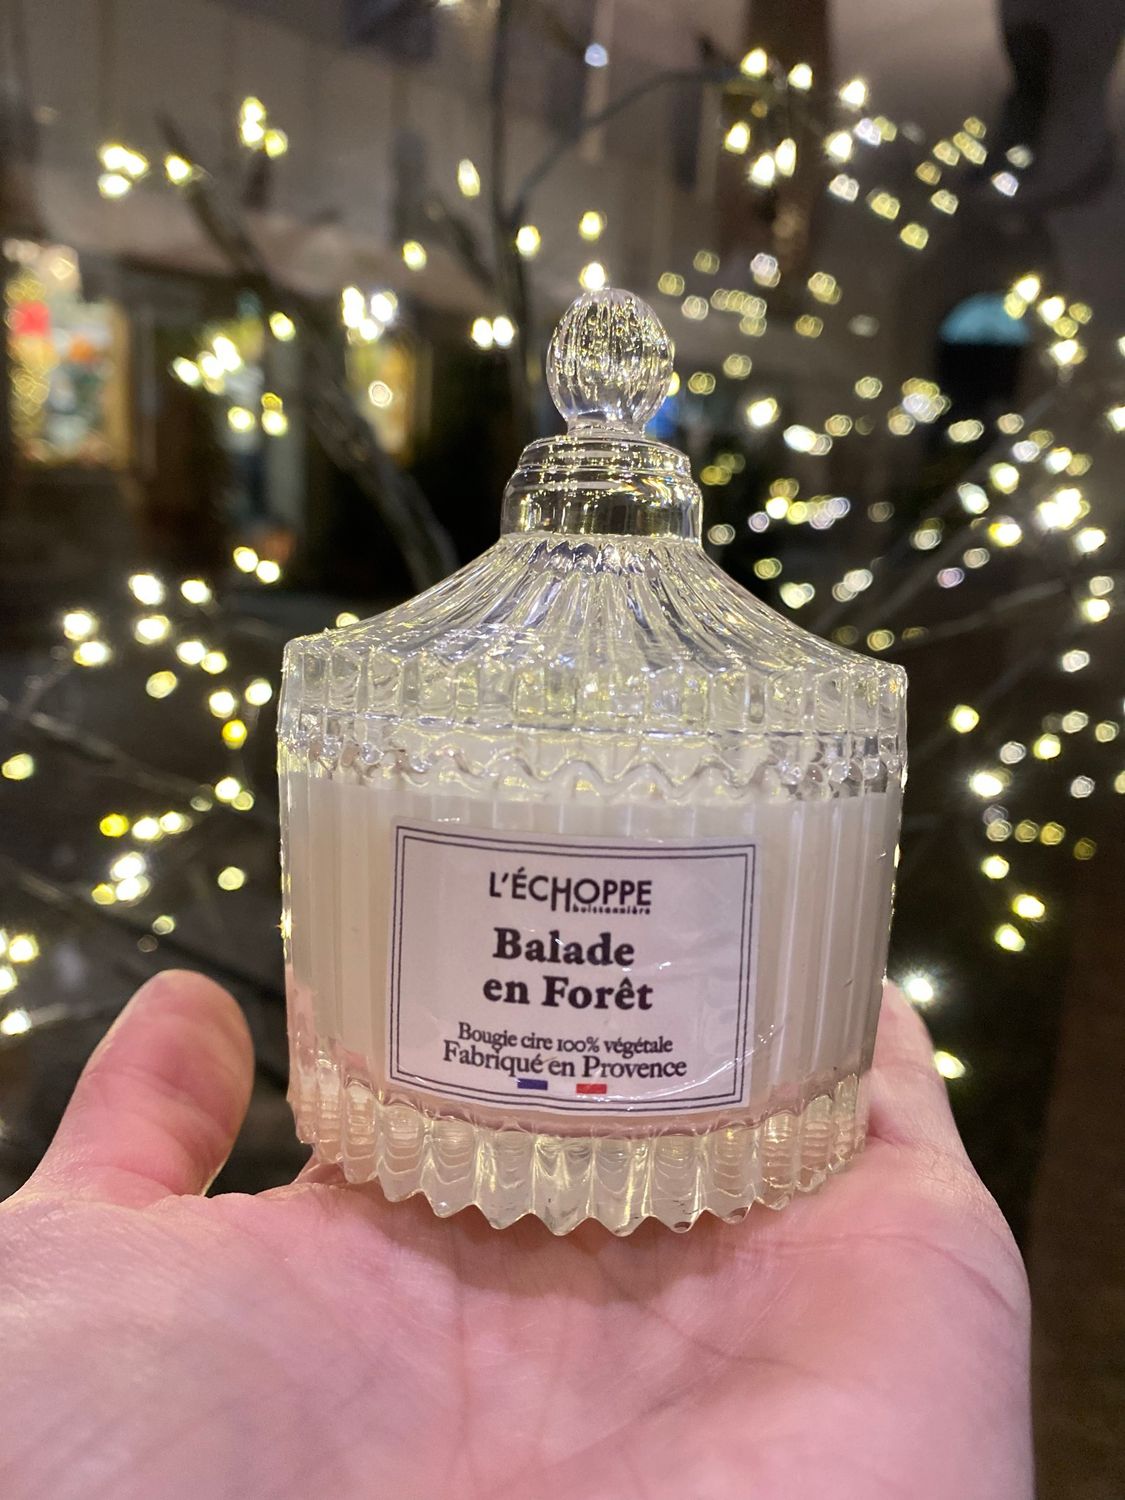 L'ÉCHOPPE
buissonnière
Balade
en Forêt
Bougie cire 100% végétale
Fabriqué en Provence